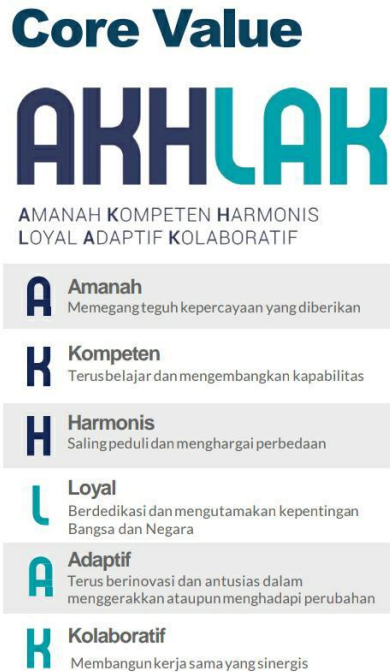 Core Value
AKHLAK
AMANAH KOMPETEN HARMONIS
LOYAL ADAPTIF KOLABORATIF
A Amanah
Memegang teguh kepercayaan yang diberikan
K Kompeten
Terus belajar dan mengembangkan kapabilitas
H Harmonis
Saling peduli dan menghargai perbedaan
L Loyal
Berdedikasi dan mengutamakan kepentingan
Bangsa dan Negara
A Adaptif
Terus berinovasi dan antusias dalam
menggerakkan ataupun menghadapi perubahan
K Kolaboratif
Membangun kerja sama yang sinergis